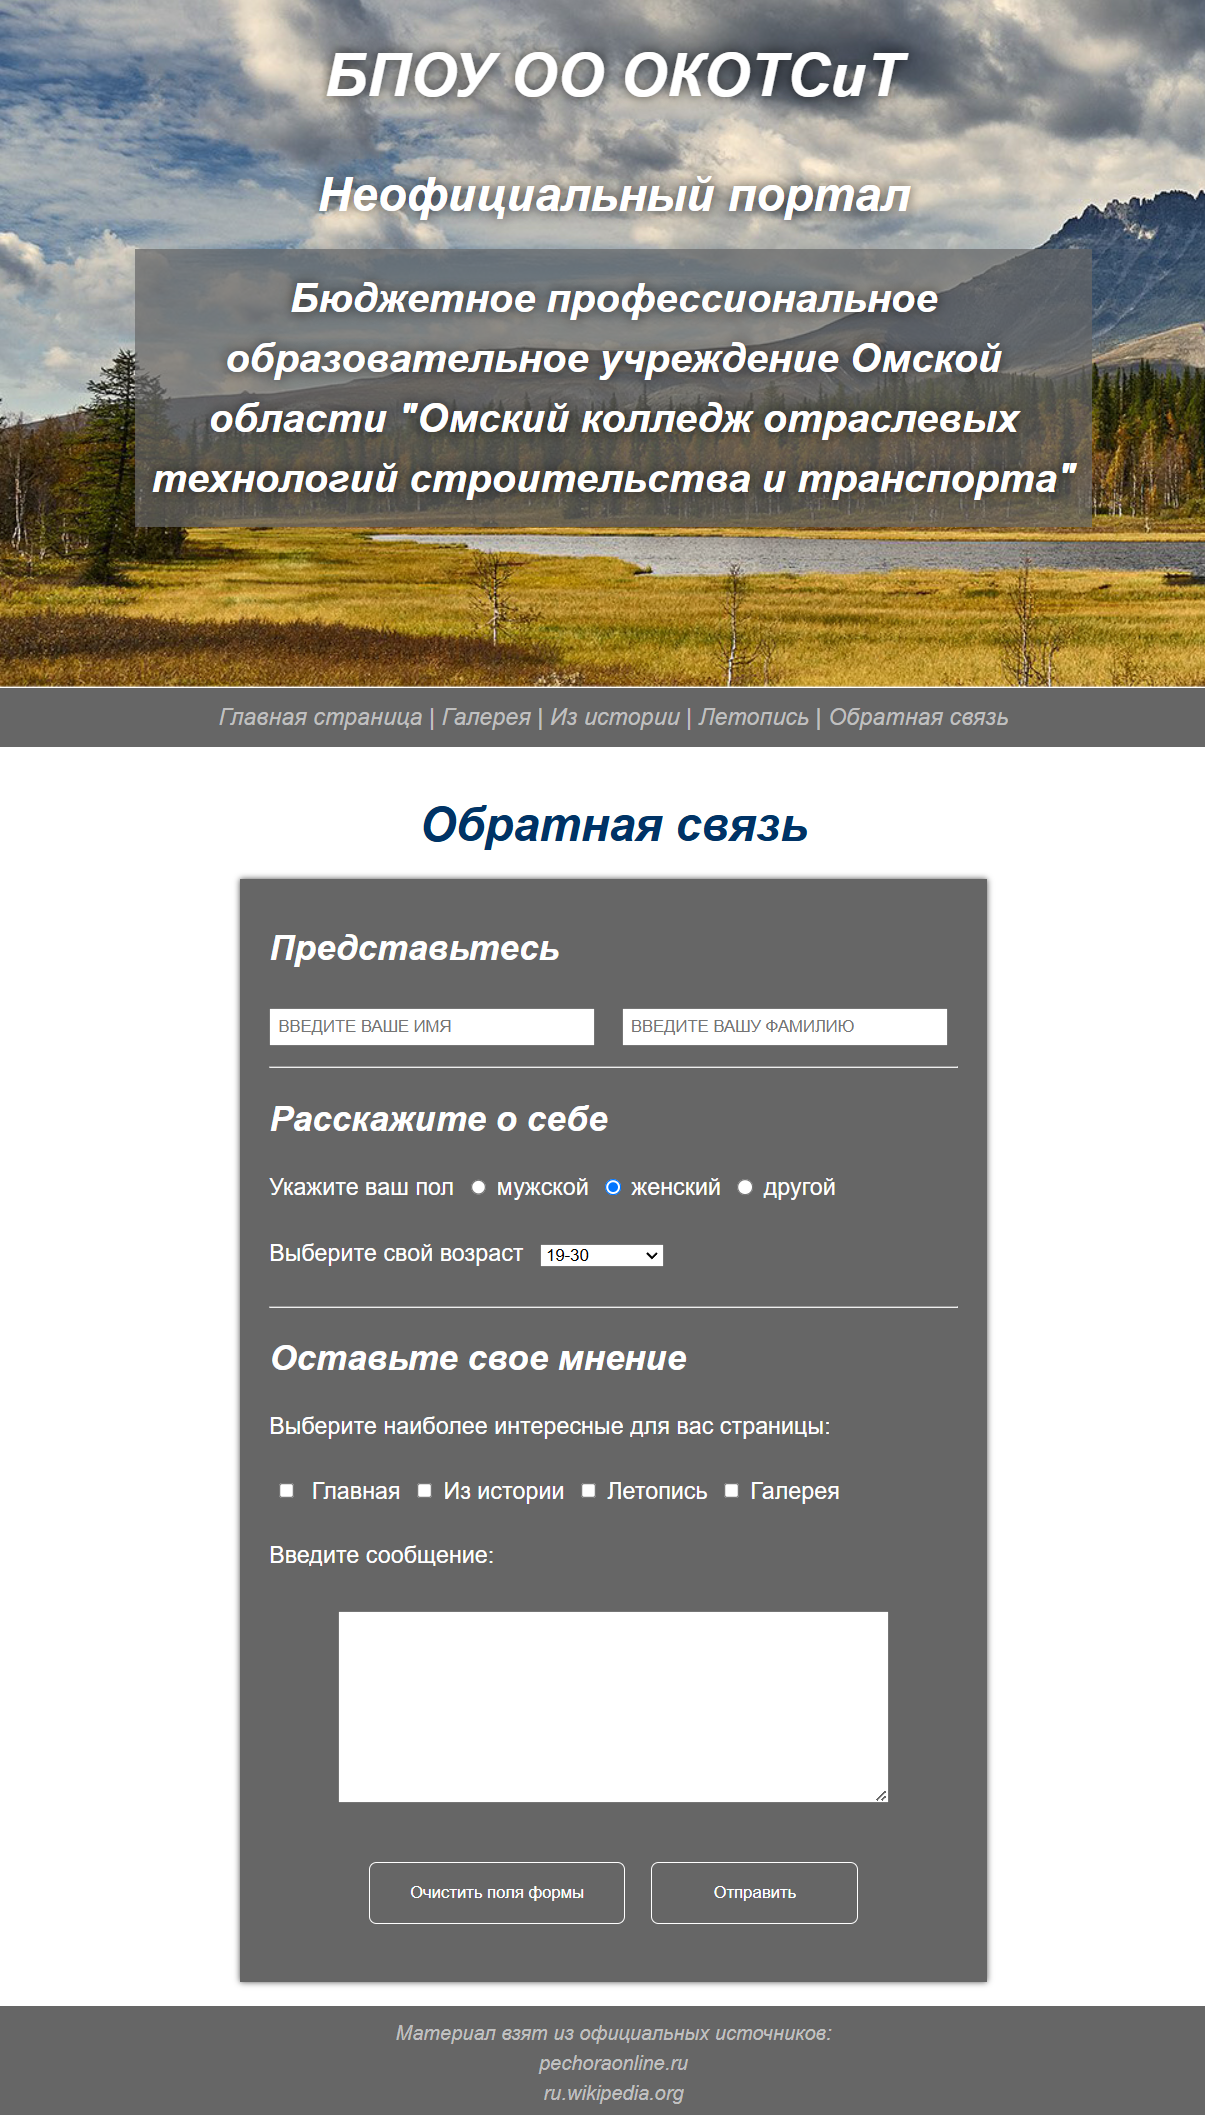 БПОУ ОО ОКОТСиТ
Неофициальный портал
Бюджетное профессиональное
образовательное учреждение Омской
области "Омский колледж отраслевых
технологий строительства и транспорта"
Главная страница | Галерея | Из истории | Летопись | Обратная связь
Обратная связь
Представьтесь
ВВЕДИТЕ ВАШЕ ИМЯ ВВЕДИТЕ ВАШУ ФАМИЛИЮ
Расскажите о себе
Укажите ваш пол мужской женский другой
Выберите свой возраст 19-30
Оставьте свое мнение
Выберите наиболее интересные для вас страницы:
Главная Из истории Летопись Галерея
Введите сообщение:
Очистить поля формы Отправить
Материал взят из официальных источников:
pechoraonline.ru
ru.wikipedia.org